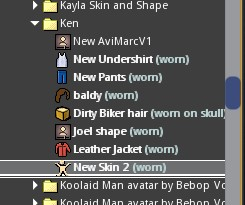 Kayla Skin and Shape
Ken
New AviMarcV1
New Undershirt (worn)
New Pants (worn)
baldy (worn)
Dirty Biker hair (worn on skull)
Joel shape (worn)
Leather Jacket (worn)
New Skin 2 (worn)
Koolaid Man avatar by Bebop Vo
Koolaid Man avatar by Bebop Vo